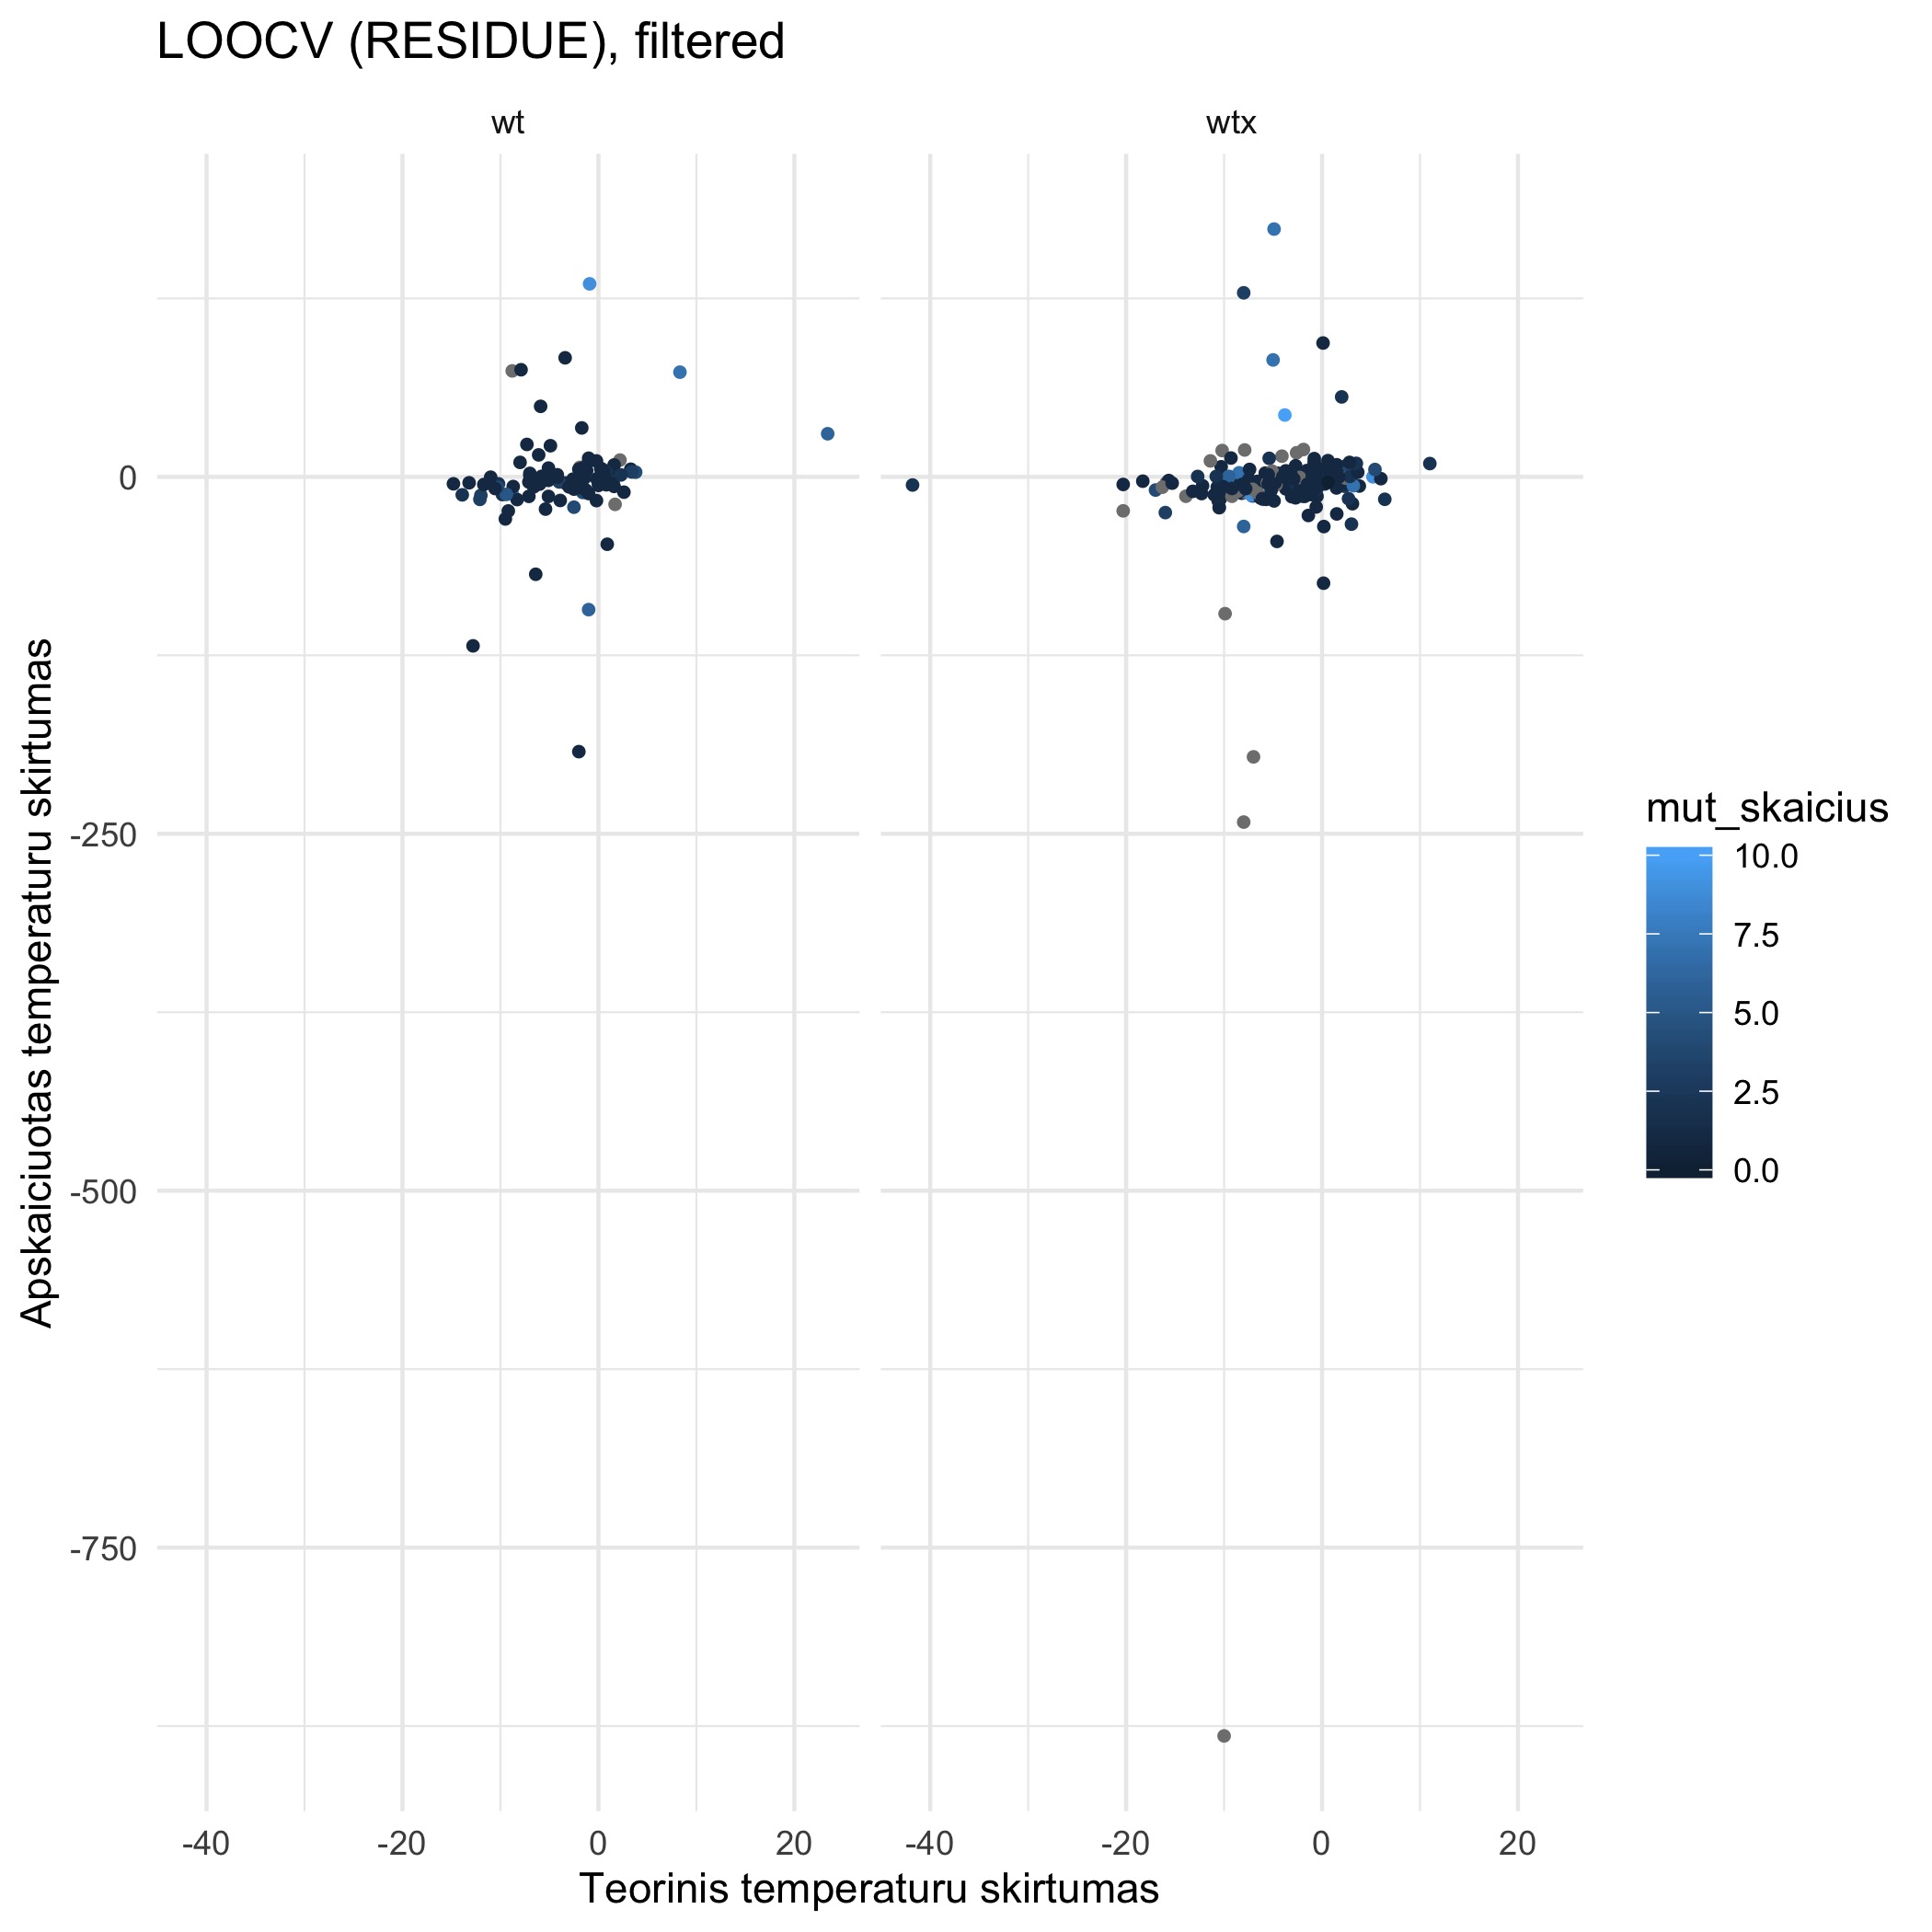 LOOCV (RESIDUE), filtered
wt
wtx
Apskaiciuotas temperaturu skirtumas
0
-250
-500
-750
-40
-20
0
20
-40
-20
0
20
Teorinis temperaturu skirtumas
mut_skaicius
10.0
7.5
5.0
2.5
0.0